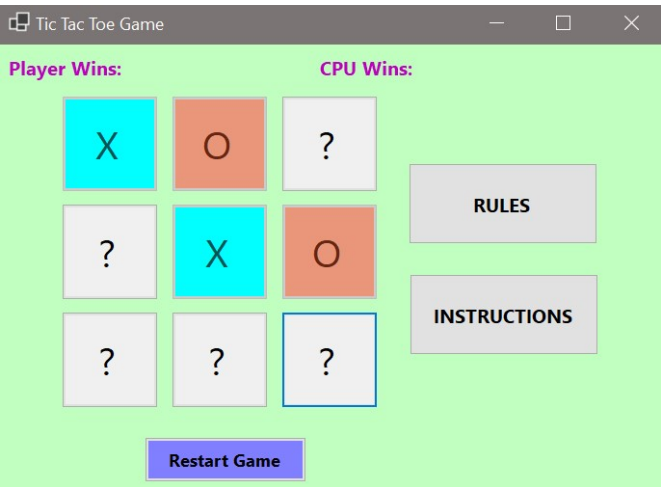 Tic Tac Toe Game
Player Wins: CPU Wins:
X O ?
RULES
? X O
INSTRUCTIONS
? ? ?
Restart Game